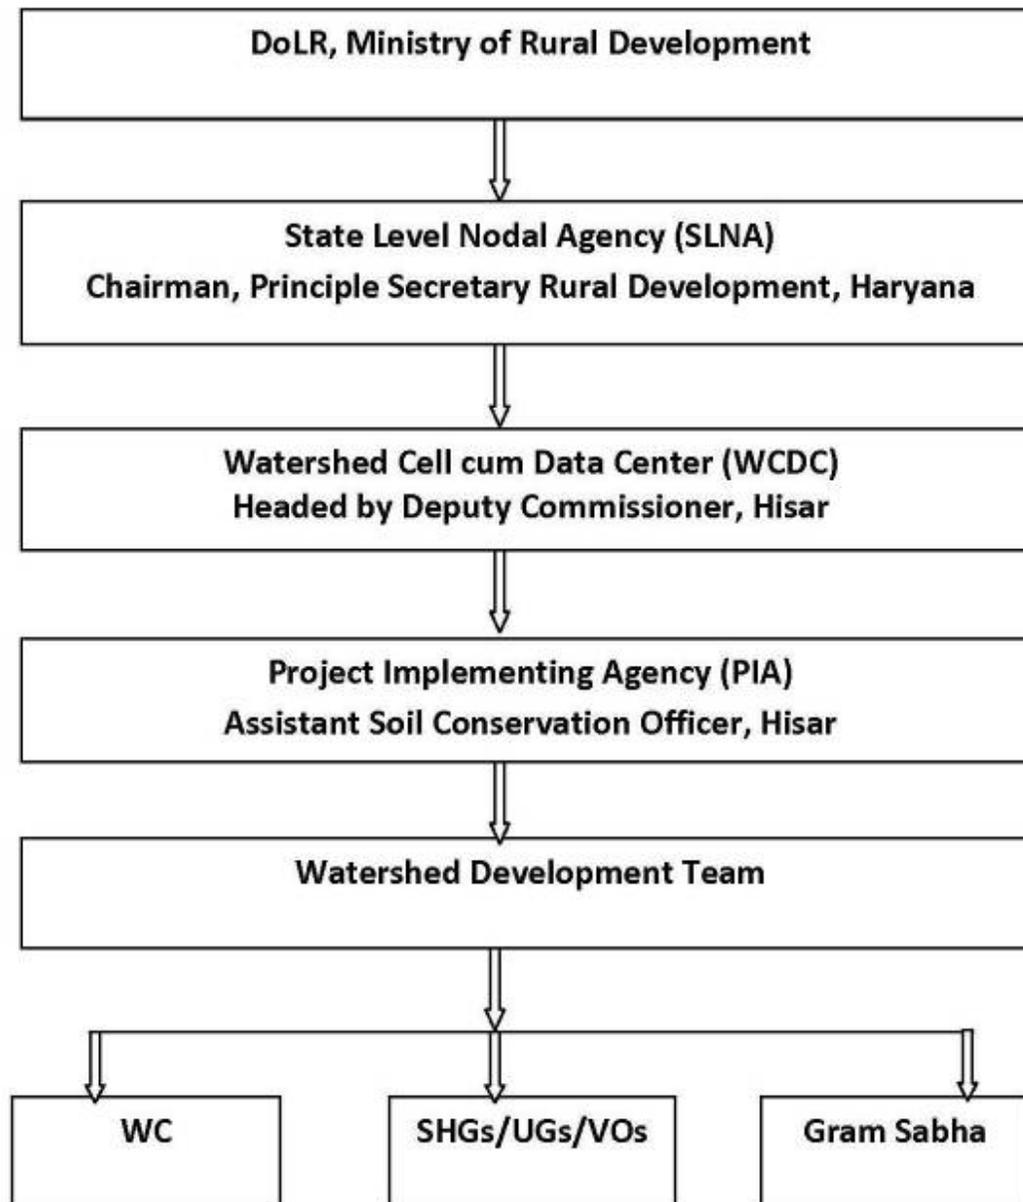 DoLR, Ministry of Rural Development
State Level Nodal Agency (SLNA)
Chairman, Principle Secretary Rural Development, Haryana
Watershed Cell cum Data Center (WCDC)
Headed by Deputy Commissioner, Hisar
Project Implementing Agency (PIA)
Assistant Soil Conservation Officer, Hisar
Watershed Development Team
WC
SHGs/UGs/VOs
Gram Sabha